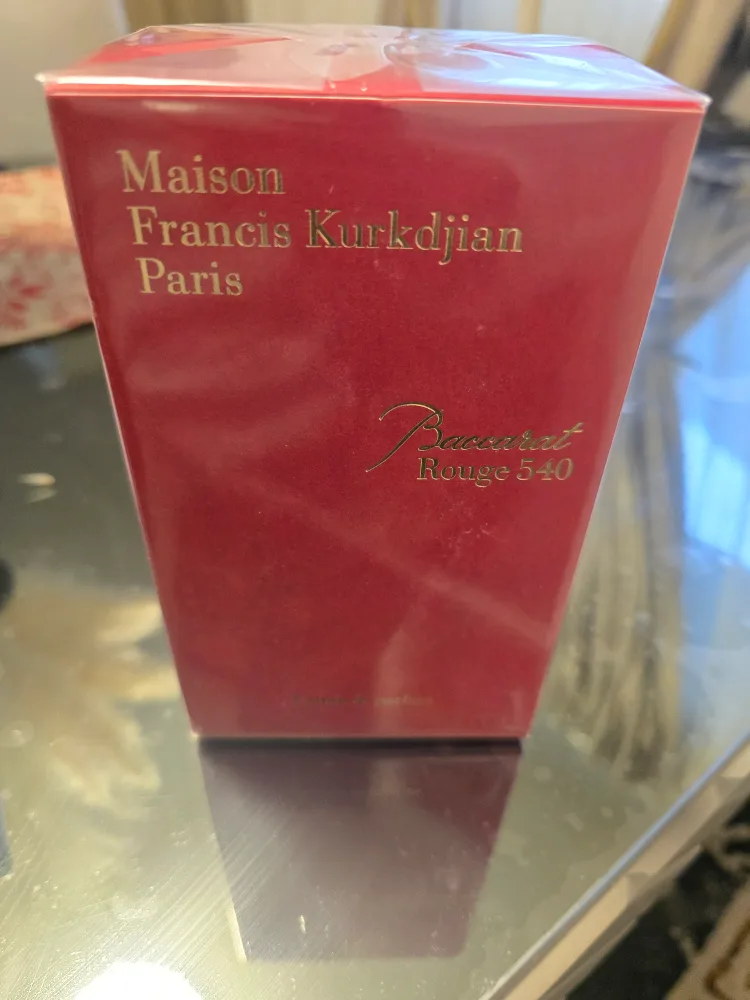 Maison
Francis Kurkdjian
Paris
Baccarat
Rouge 540